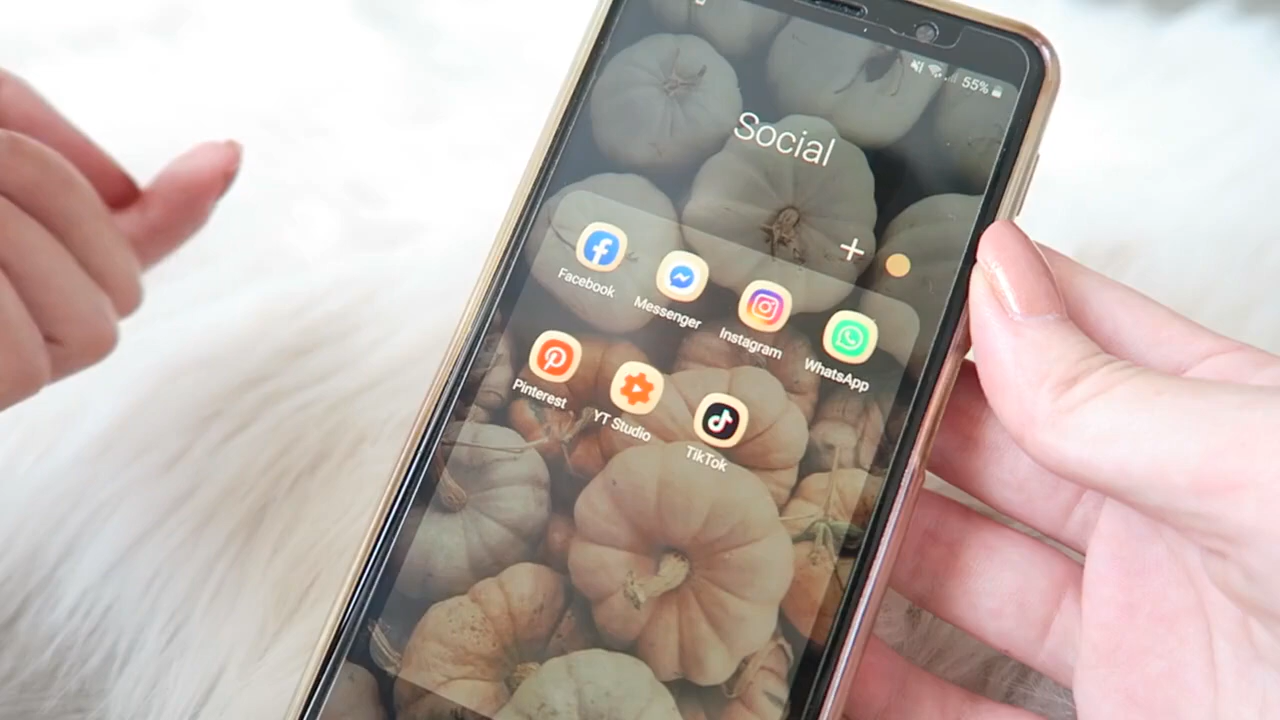 55%
Social
Facebook
Messenger
Instagram
WhatsApp
Pinterest
YT Studio
TikTok